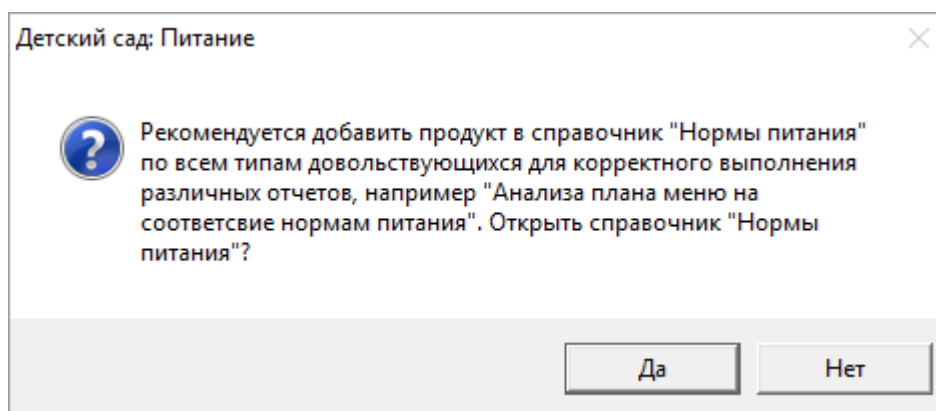 Детский сад: Питание
Рекомендуется добавить продукт в справочник "Нормы питания"
по всем типам довольствующихся для корректного выполнения
различных отчетов, например "Анализа плана меню на
соответсвие нормам питания". Открыть справочник "Нормы
питания"?
Да
Нет